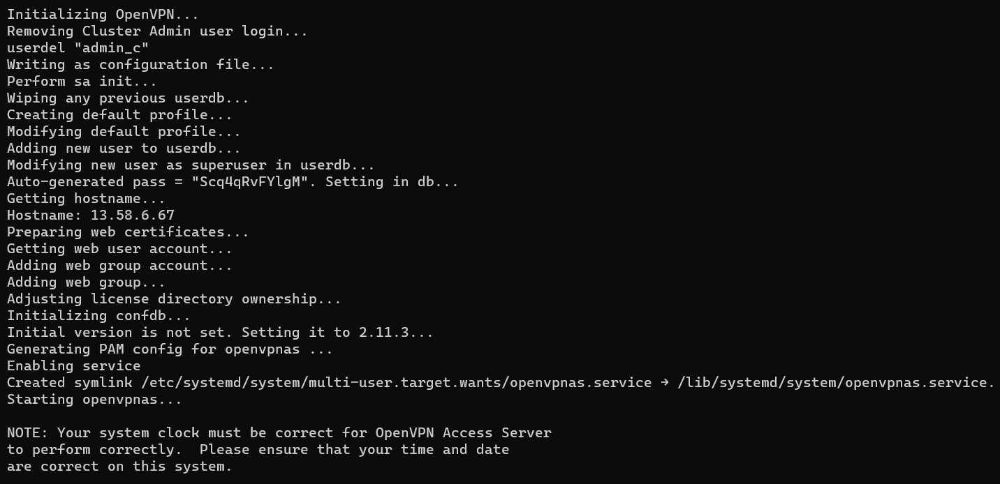 Initializing OpenVPN...
Removing Cluster Admin user login...
userdel "admin_c"
Writing as configuration file...
Perform sa init...
Wiping any previous userdb...
Creating default profile...
Modifying default profile...
Adding new user to userdb...
Modifying new user as superuser in userdb...
Auto-generated pass = "Scq4qRvFYlgM". Setting in db...
Getting hostname...
Hostname: 13.58.6.67
Preparing web certificates...
Getting web user account...
Adding web group account...
Adding web group...
Adjusting license directory ownership...
Initializing confdb...
Initial version is not set. Setting it to 2.11.3...
Generating PAM config for openvpnas ...
Enabling service
Created symlink /etc/systemd/system/multi-user.target.wants/openvpnas.service → /lib/systemd/system/openvpnas.service.
Starting openvpnas...

NOTE: Your system clock must be correct for OpenVPN Access Server
to perform correctly.  Please ensure that your time and date
are correct on this system.